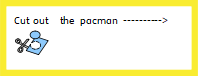 Cut out the pacman ---------->